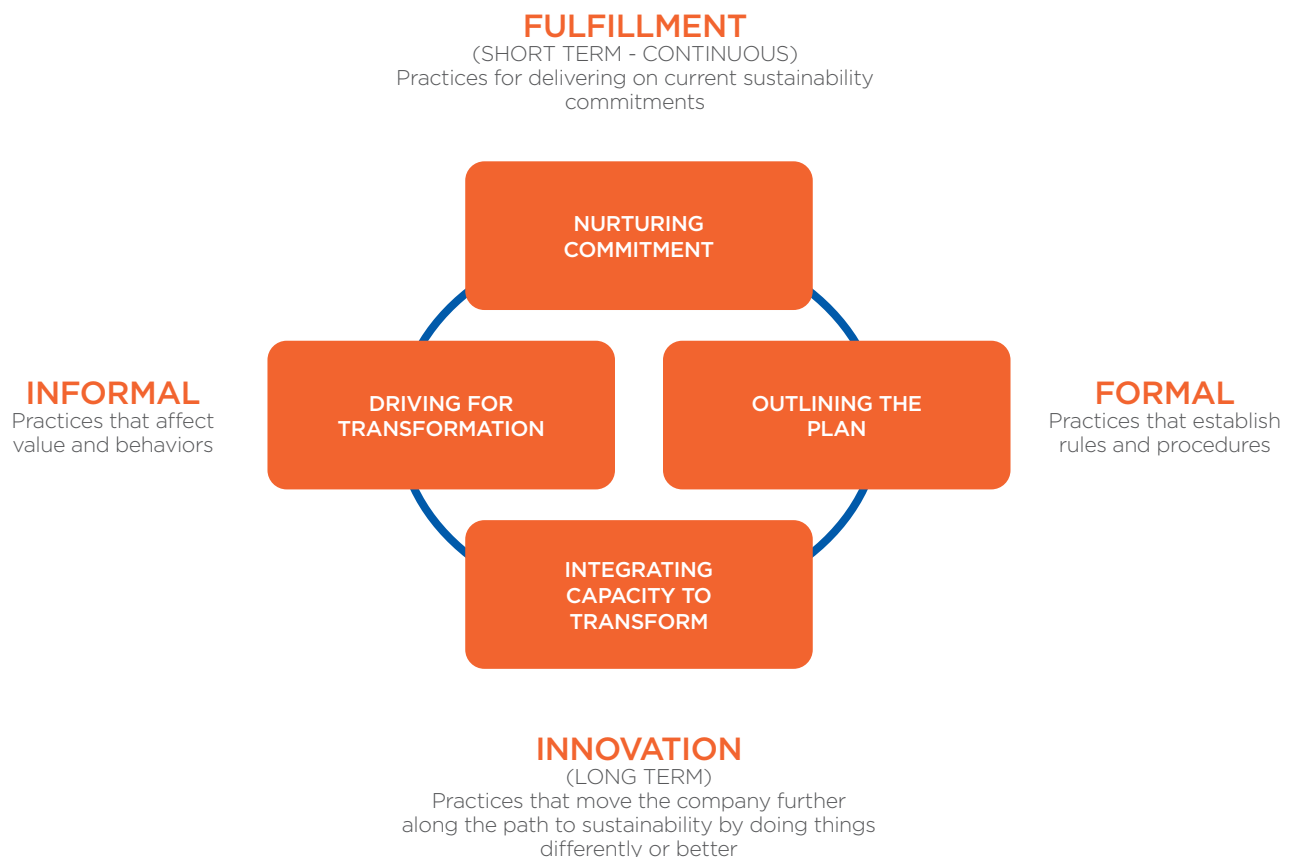 FULFILLMENT
(SHORT TERM - CONTINUOUS)
Practices for delivering on current sustainability
commitments
NURTURING
COMMITMENT
INFORMAL
Practices that affect
value and behaviors
DRIVING FOR
TRANSFORMATION
OUTLINING THE
PLAN
FORMAL
Practices that establish
rules and procedures
INTEGRATING
CAPACITY TO
TRANSFORM
INNOVATION
(LONG TERM)
Practices that move the company further
along the path to sustainability by doing things
differently or better